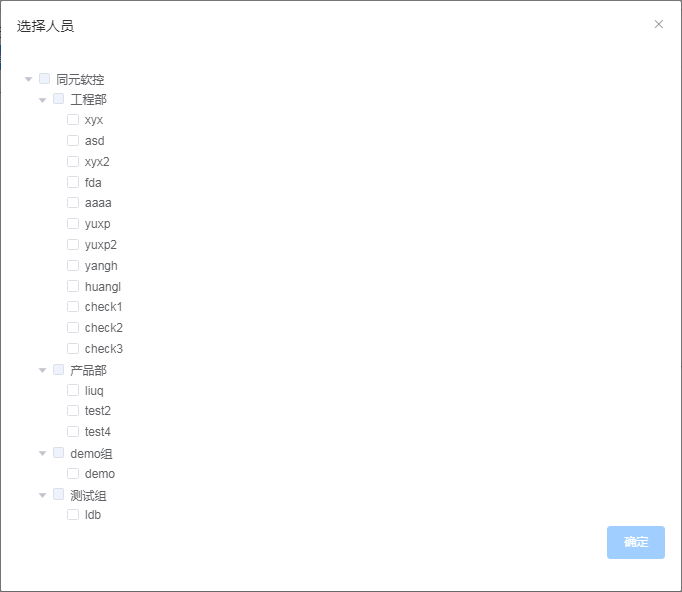 选择人员
同元软控
工程部
xyx
asd
xyx2
fda
aaaa
yuxp
yuxp2
yangh
huangl
check1
check2
check3
产品部
liuq
test2
test4
demo组
demo
测试组
ldb
确定